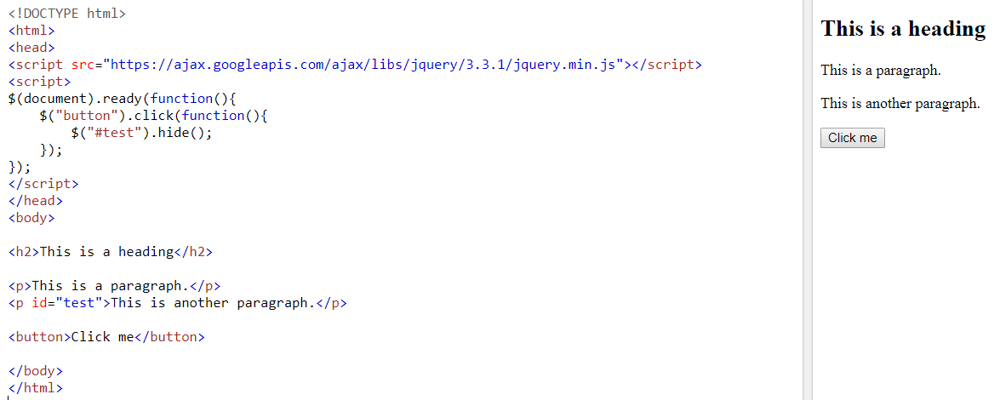 <!DOCTYPE html>
<html>
<head>
<script src="https://ajax.googleapis.com/ajax/libs/jquery/3.3.1/jquery.min.js"></script>
<script>
$(document).ready(function(){
    $("button").click(function(){
        $("#test").hide();
    });
});
</script>
</head>
<body>

<h2>This is a heading</h2>

<p>This is a paragraph.</p>
<p id="test">This is another paragraph.</p>

<button>Click me</button>

</body>
</html>
This is a heading
This is a paragraph.
This is another paragraph.
Click me